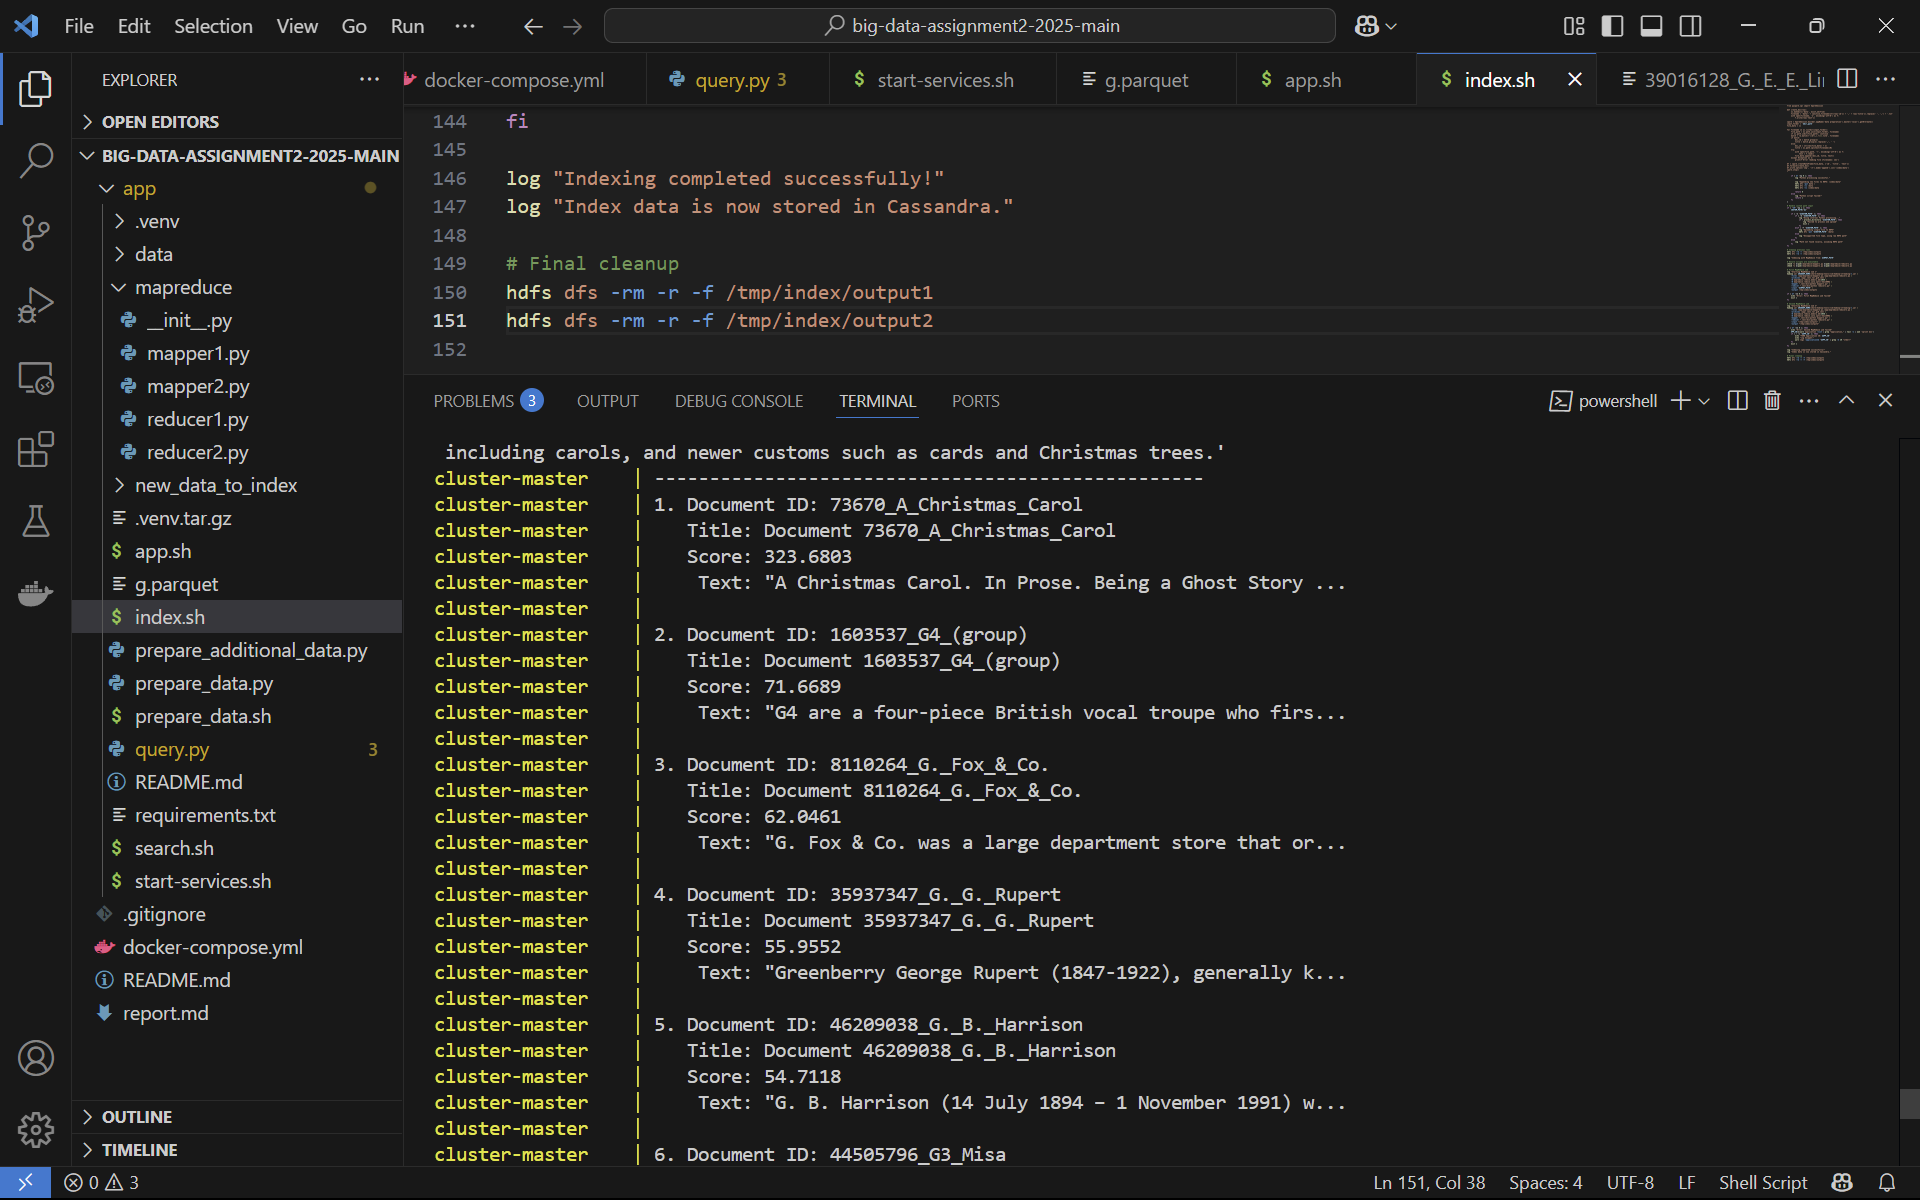 File Edit Selection View Go Run ··· big-data-assignment2-2025-main
EXPLORER ···
OPEN EDITORS
BIG-DATA-ASSIGNMENT2-2025-MAIN
app
.venv
data
mapreduce
__init__.py
mapper1.py
mapper2.py
reducer1.py
reducer2.py
new_data_to_index
.venv.tar.gz
$ app.sh
g.parquet
$ index.sh
prepare_additional_data.py
prepare_data.py
$ prepare_data.sh
query.py 3
README.md
requirements.txt
$ search.sh
$ start-services.sh
.gitignore
docker-compose.yml
README.md
report.md
OUTLINE
TIMELINE
docker-compose.yml query.py 3 $ start-services.sh g.parquet $ app.sh $ index.sh 39016128_G._E._E._Li
144 fi
145
146 log "Indexing completed successfully!"
147 log "Index data is now stored in Cassandra."
148
149 # Final cleanup
150 hdfs dfs -rm -r -f /tmp/index/output1
151 hdfs dfs -rm -r -f /tmp/index/output2
152
PROBLEMS 3 OUTPUT DEBUG CONSOLE TERMINAL PORTS powershell
including carols, and newer customs such as cards and Christmas trees.'
cluster-master | --------------------------------------------------
cluster-master | 1. Document ID: 73670_A_Christmas_Carol
cluster-master | Title: Document 73670_A_Christmas_Carol
cluster-master | Score: 323.6803
cluster-master | Text: "A Christmas Carol. In Prose. Being a Ghost Story ...
cluster-master |
cluster-master | 2. Document ID: 1603537_G4_(group)
cluster-master | Title: Document 1603537_G4_(group)
cluster-master | Score: 71.6689
cluster-master | Text: "G4 are a four-piece British vocal troupe who firs...
cluster-master |
cluster-master | 3. Document ID: 8110264_G._Fox_&_Co.
cluster-master | Title: Document 8110264_G._Fox_&_Co.
cluster-master | Score: 62.0461
cluster-master | Text: "G. Fox & Co. was a large department store that or...
cluster-master |
cluster-master | 4. Document ID: 35937347_G._G._Rupert
cluster-master | Title: Document 35937347_G._G._Rupert
cluster-master | Score: 55.9552
cluster-master | Text: "Greenberry George Rupert (1847-1922), generally k...
cluster-master |
cluster-master | 5. Document ID: 46209038_G._B._Harrison
cluster-master | Title: Document 46209038_G._B._Harrison
cluster-master | Score: 54.7118
cluster-master | Text: "G. B. Harrison (14 July 1894 – 1 November 1991) w...
cluster-master |
cluster-master | 6. Document ID: 44505796_G3_Misa
0 3 Ln 151, Col 38 Spaces: 4 UTF-8 LF Shell Script